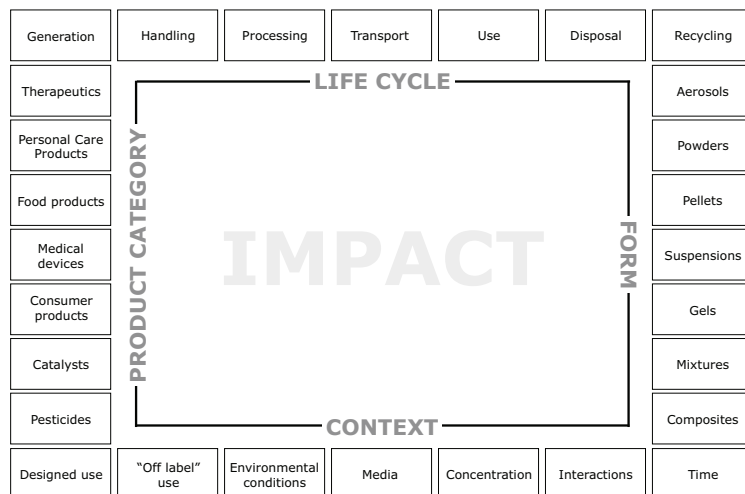 Generation
Handling
Processing
Transport
Use
Disposal
Recycling
LIFE CYCLE
Therapeutics
Personal Care
Products
Food products
Medical
devices
Consumer
products
Catalysts
Pesticides
PRODUCT CATEGORY
IMPACT
FORM
Aerosols
Powders
Pellets
Suspensions
Gels
Mixtures
Composites
CONTEXT
Designed use
“Off label”
use
Environmental
conditions
Media
Concentration
Interactions
Time